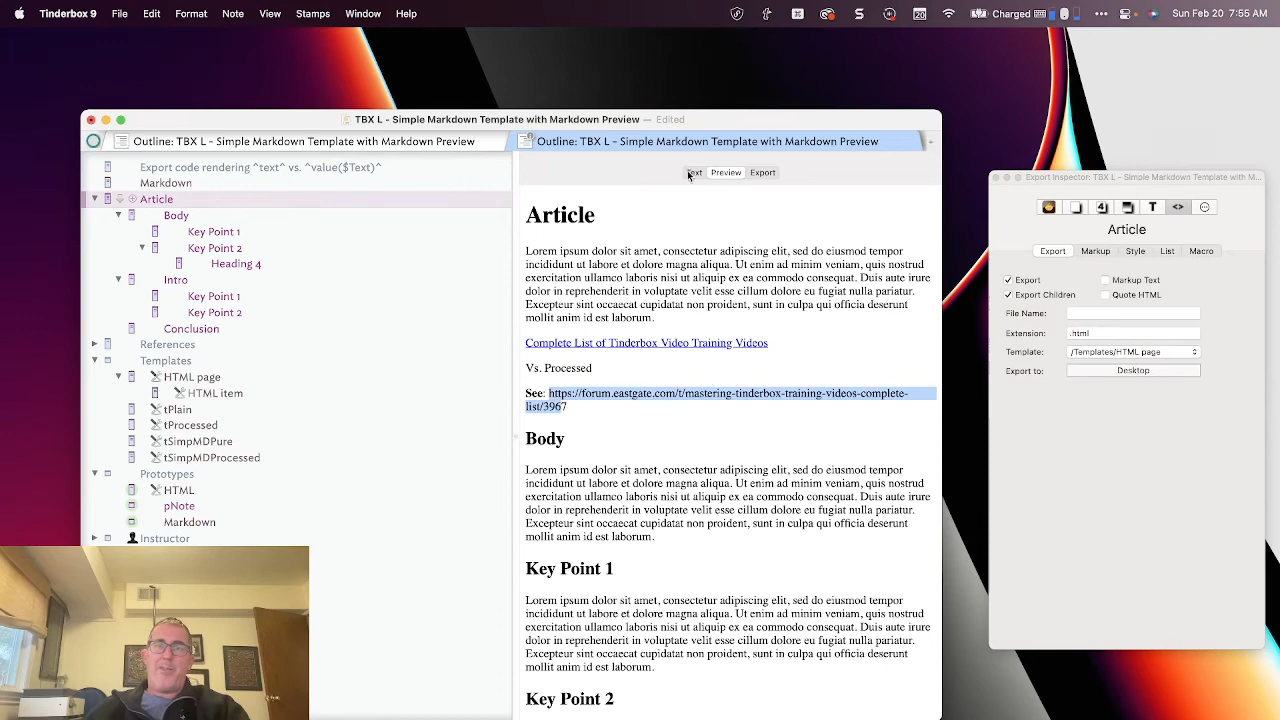 Tinderbox 9 File Edit Format Note View Stamps Window Help
Charged
20
Sun Feb 20 7:55 AM
TBX L - Simple Markdown Template with Markdown Preview — Edited
Outline: TBX L - Simple Markdown Template with Markdown Preview
Outline: TBX L - Simple Markdown Template with Markdown Preview
Export code rendering ^text^ vs. ^value($Text)^
Markdown
Article
Body
Key Point 1
Key Point 2
Heading 4
Intro
Key Point 1
Key Point 2
Conclusion
References
Templates
HTML page
HTML item
tPlain
tProcessed
tSimpMDPure
tSimpMDProcessed
Prototypes
HTML
pNote
Markdown
Instructor
Text Preview Export
Article
Lorem ipsum dolor sit amet, consectetur adipiscing elit, sed do eiusmod tempor
incididunt ut labore et dolore magna aliqua. Ut enim ad minim veniam, quis nostrud
exercitation ullamco laboris nisi ut aliquip ex ea commodo consequat. Duis aute irure
dolor in reprehenderit in voluptate velit esse cillum dolore eu fugiat nulla pariatur.
Excepteur sint occaecat cupidatat non proident, sunt in culpa qui officia deserunt
mollit anim id est laborum.
Complete List of Tinderbox Video Training Videos
Vs. Processed
See: https://forum.eastgate.com/t/mastering-tinderbox-training-videos-complete-
list/3967
Body
Lorem ipsum dolor sit amet, consectetur adipiscing elit, sed do eiusmod tempor
incididunt ut labore et dolore magna aliqua. Ut enim ad minim veniam, quis nostrud
exercitation ullamco laboris nisi ut aliquip ex ea commodo consequat. Duis aute irure
dolor in reprehenderit in voluptate velit esse cillum dolore eu fugiat nulla pariatur.
Excepteur sint occaecat cupidatat non proident, sunt in culpa qui officia deserunt
mollit anim id est laborum.
Key Point 1
Lorem ipsum dolor sit amet, consectetur adipiscing elit, sed do eiusmod tempor
incididunt ut labore et dolore magna aliqua. Ut enim ad minim veniam, quis nostrud
exercitation ullamco laboris nisi ut aliquip ex ea commodo consequat. Duis aute irure
dolor in reprehenderit in voluptate velit esse cillum dolore eu fugiat nulla pariatur.
Excepteur sint occaecat cupidatat non proident, sunt in culpa qui officia deserunt
mollit anim id est laborum.
Key Point 2
Export Inspector: TBX L - Simple Markdown Template with M...
Article
Export Markup Style List Macro
Export Markup Text
Export Children Quote HTML
File Name:
Extension: .html
Template: /Templates/HTML page
Export to: Desktop